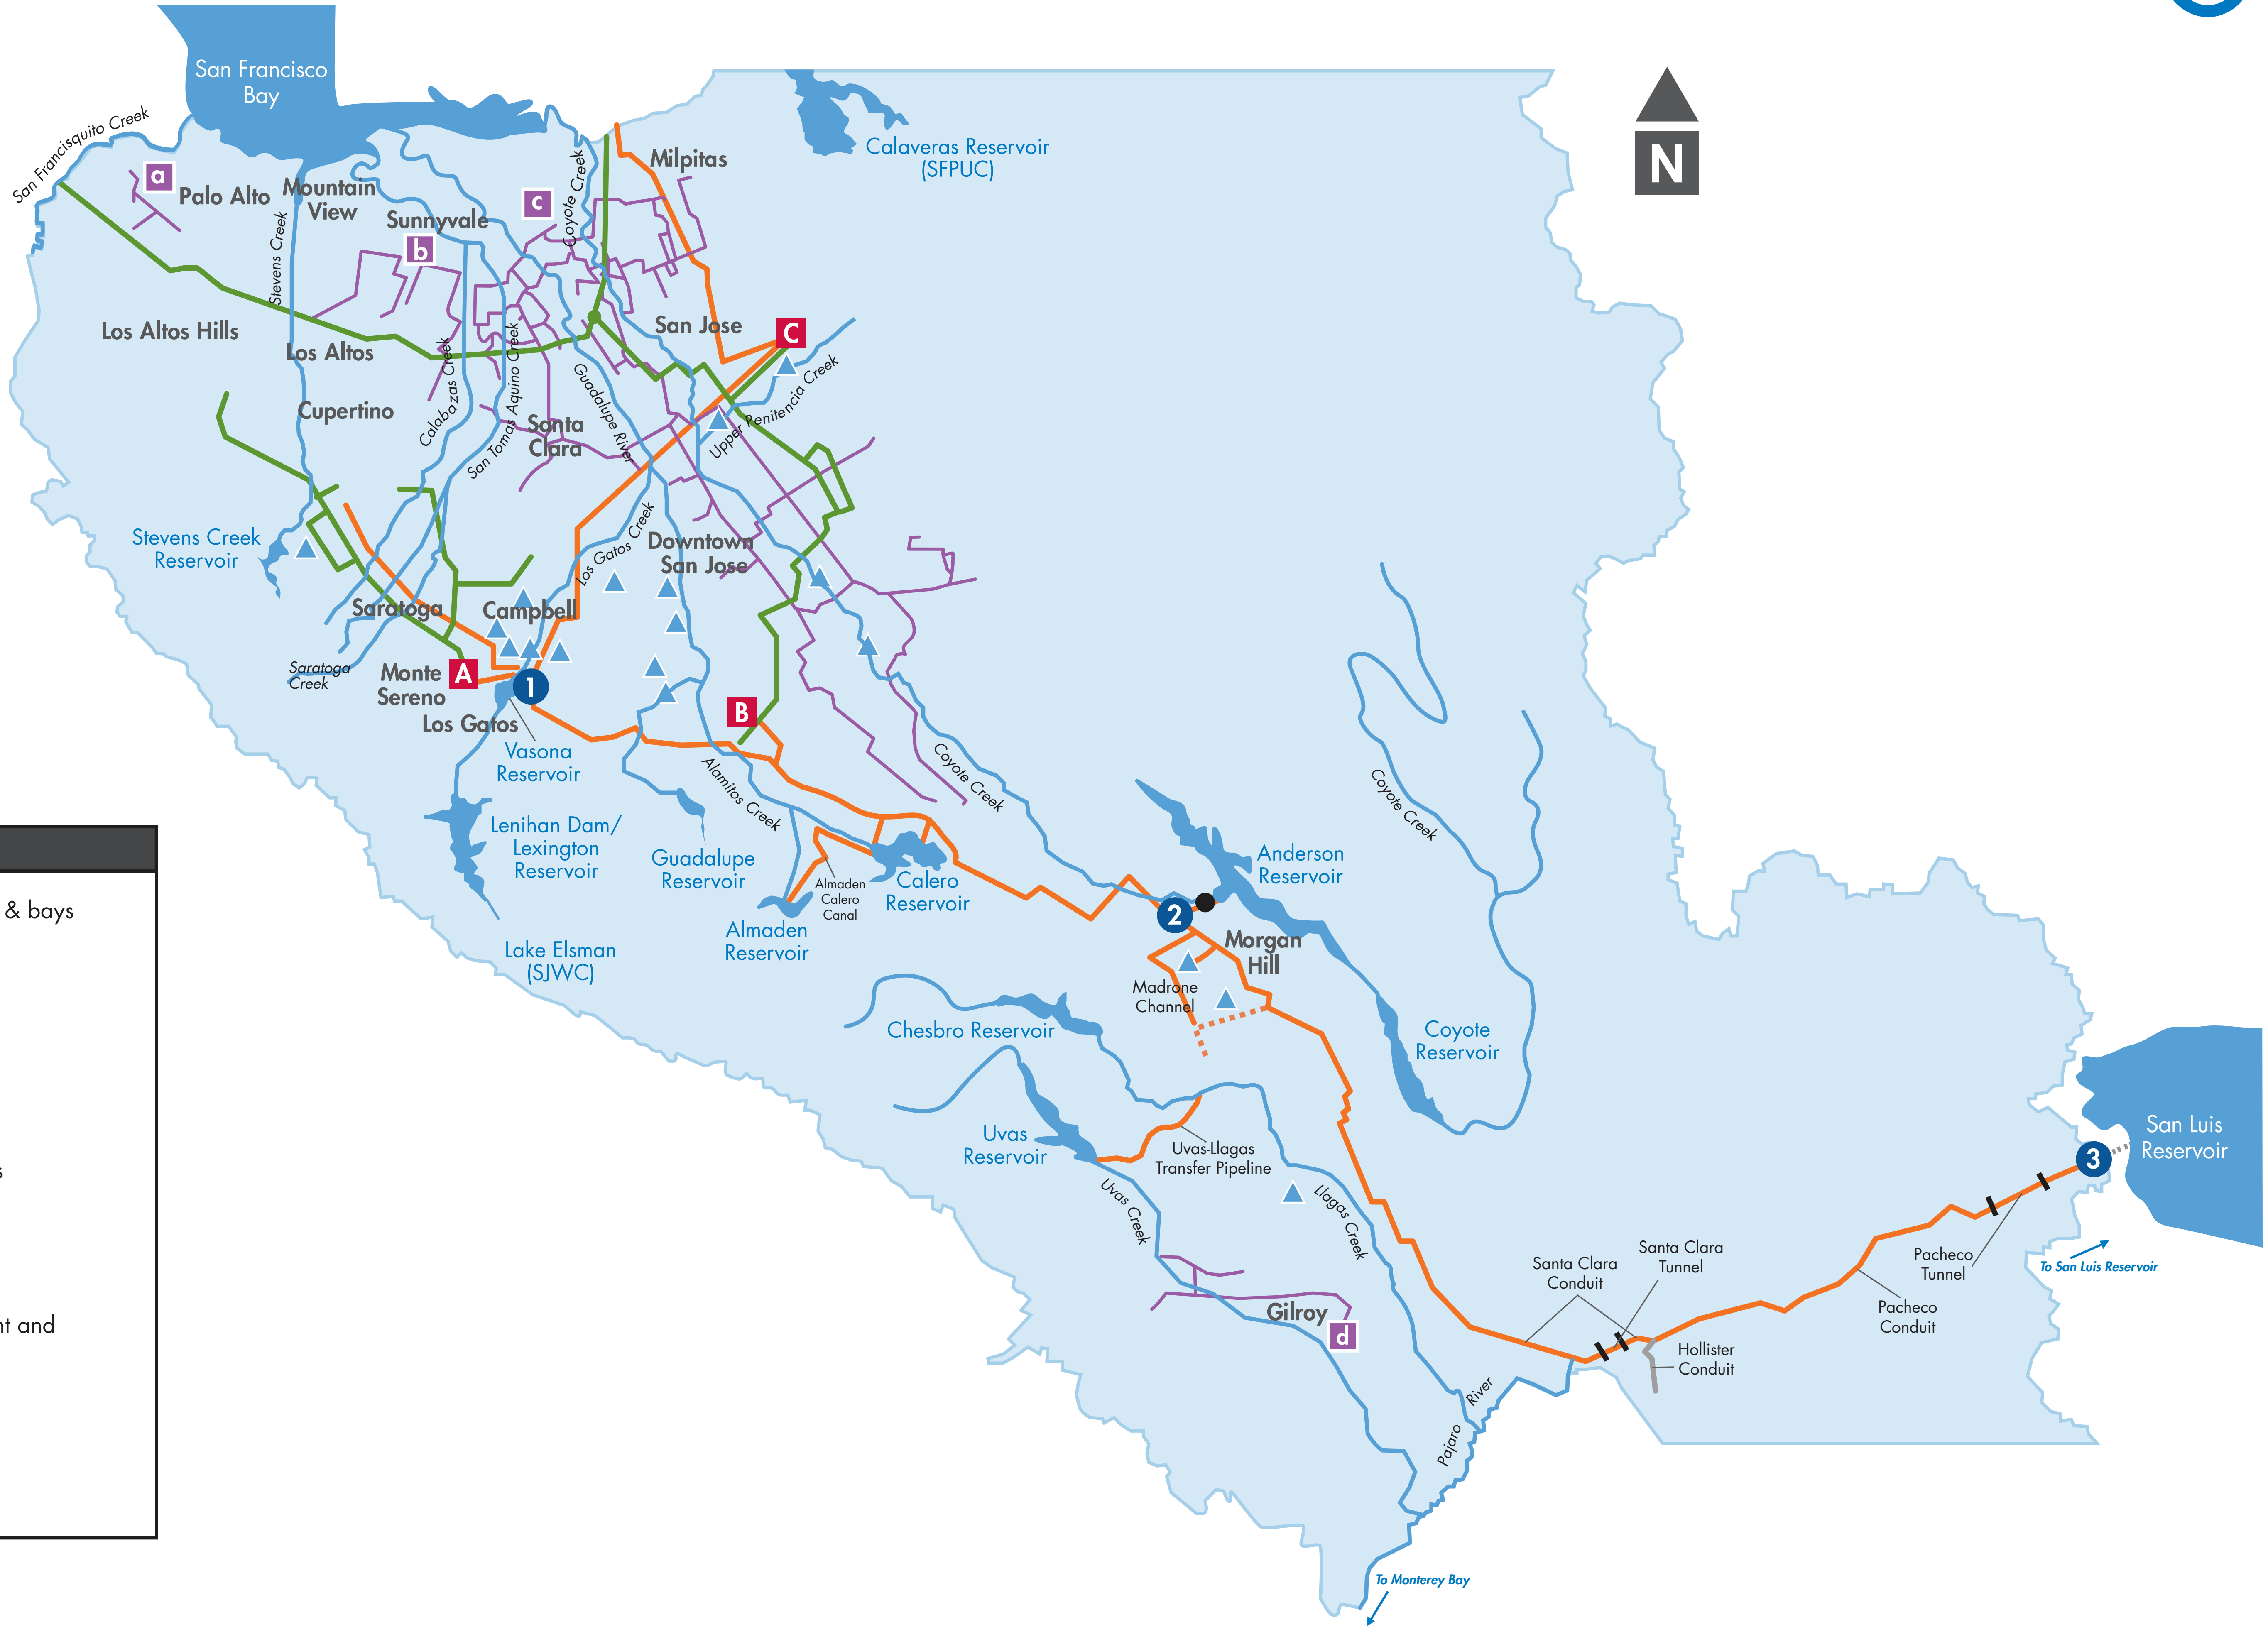 San Francisco
Bay
San Francisquito Creek
Calaveras Reservoir
(SFPUC)
N
Milpitas
Coyote Creek
a
Palo Alto
Mountain
View
c
Sunnyvale
b
Stevens Creek
Los Altos Hills
Los Altos
San Jose
C
Calabazas Creek
San Tomas Aquino Creek
Guadalupe River
Upper Penitencia Creek
Cupertino
Santa
Clara
Stevens Creek
Reservoir
Los Gatos Creek
Downtown
San Jose
Saratoga
Campbell
Saratoga
Creek
Monte
Sereno
A
1
Los Gatos
B
Vasona
Reservoir
Alamitos Creek
Coyote Creek
Coyote Creek
Lenihan Dam/
Lexington
Reservoir
Guadalupe
Reservoir
Almaden
Calero
Canal
Calero
Reservoir
Anderson
Reservoir
2
Almaden
Reservoir
Lake Elsman
(SJWC)
Morgan
Hill
Madrone
Channel
Chesbro Reservoir
Coyote
Reservoir
Uvas
Reservoir
Uvas-Llagas
Transfer Pipeline
Uvas Creek
Llagas Creek
San Luis
Reservoir
3
To San Luis Reservoir
Santa Clara
Conduit
Santa Clara
Tunnel
Pacheco
Tunnel
Pacheco
Conduit
Hollister
Conduit
Gilroy
d
Pajaro River
To Monterey Bay
& bays
s
nt and